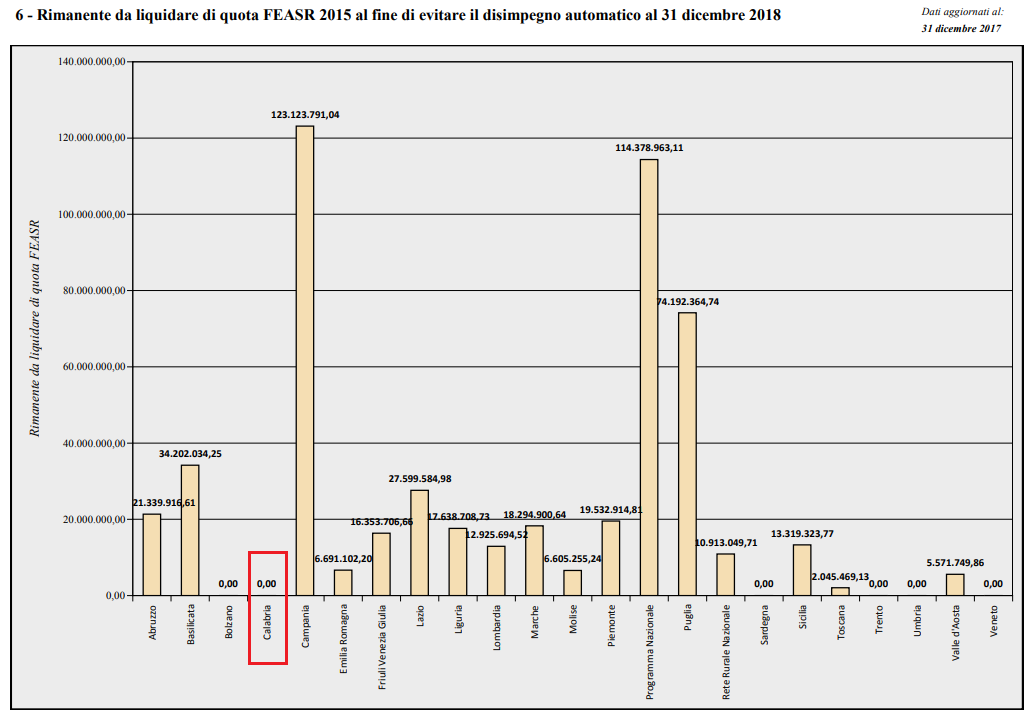 6 - Rimanente da liquidare di quota FEASR 2015 al fine di evitare il disimpegno automatico al 31 dicembre 2018
Dati aggiornati al:
31 dicembre 2017
Rimanente da liquidare di quota FEASR
140.000.000,00
120.000.000,00
100.000.000,00
80.000.000,00
60.000.000,00
40.000.000,00
20.000.000,00
0,00
21.339.916,61
34.202.034,25
0,00
0,00
123.123.791,04
6.691.102,20
16.353.706,66
27.599.584,98
17.638.708,73
12.925.694,52
18.294.900,64
6.605.255,24
19.532.914,81
114.378.963,11
74.192.364,74
10.913.049,71
0,00
13.319.323,77
2.045.469,13
0,00
0,00
5.571.749,86
0,00
Abruzzo
Basilicata
Bolzano
Calabria
Campania
Emilia Romagna
Friuli Venezia Giulia
Lazio
Liguria
Lombardia
Marche
Molise
Piemonte
Programma Nazionale
Puglia
Rete Rurale Nazionale
Sardegna
Sicilia
Toscana
Trento
Umbria
Valle d'Aosta
Veneto